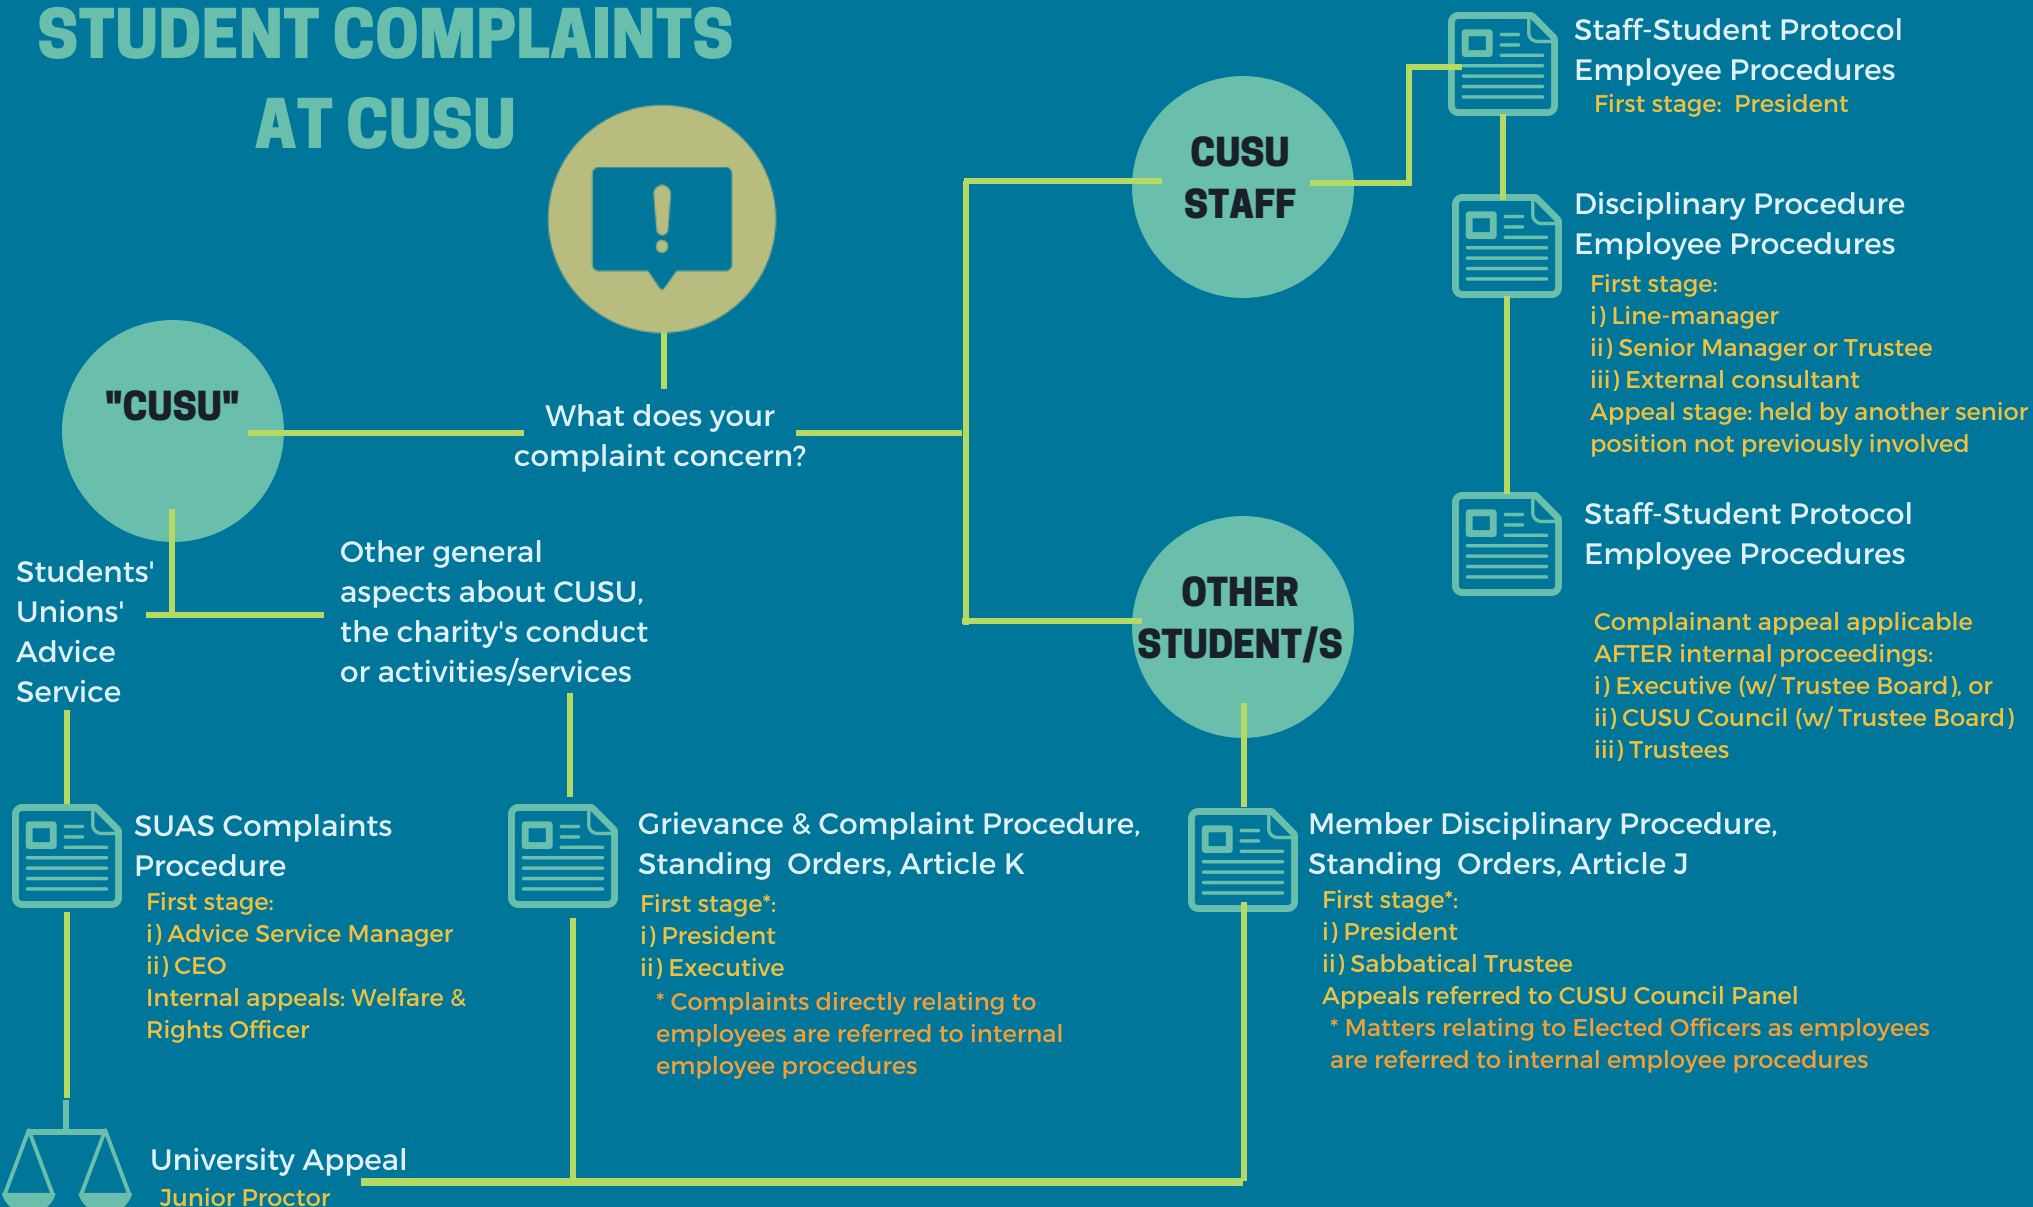 STUDENT COMPLAINTS
AT CUSU
!
What does your
complaint concern?
"CUSU"
Students'
Unions'
Advice
Service
Other general
aspects about CUSU,
the charity's conduct
or activities/services
SUAS Complaints
Procedure
First stage:
i) Advice Service Manager
ii) CEO
Internal appeals: Welfare &
Rights Officer
Grievance & Complaint Procedure,
Standing Orders, Article K
First stage*:
i) President
ii) Executive
* Complaints directly relating to
employees are referred to internal
employee procedures
University Appeal
Junior Proctor
CUSU
STAFF
Staff-Student Protocol
Employee Procedures
First stage: President
Disciplinary Procedure
Employee Procedures
First stage:
i) Line-manager
ii) Senior Manager or Trustee
iii) External consultant
Appeal stage: held by another senior
position not previously involved
Staff-Student Protocol
Employee Procedures
Complainant appeal applicable
AFTER internal proceedings:
i) Executive (w/ Trustee Board), or
ii) CUSU Council (w/ Trustee Board)
iii) Trustees
OTHER
STUDENT/S
Member Disciplinary Procedure,
Standing Orders, Article J
First stage*:
i) President
ii) Sabbatical Trustee
Appeals referred to CUSU Council Panel
* Matters relating to Elected Officers as employees
are referred to internal employee procedures